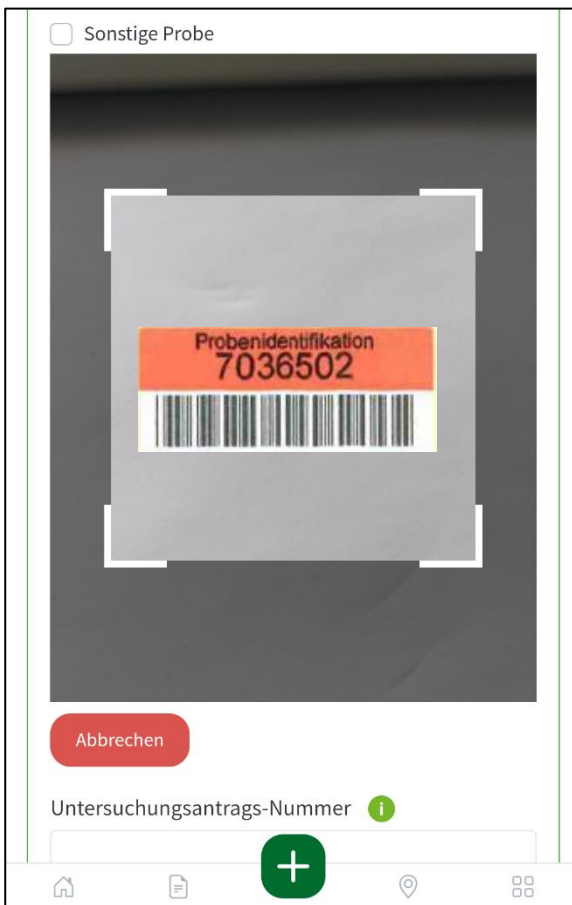 Sonstige Probe
Probenidentifikation
7036502
Abbrechen
Untersuchungsantrags-Nummer
i